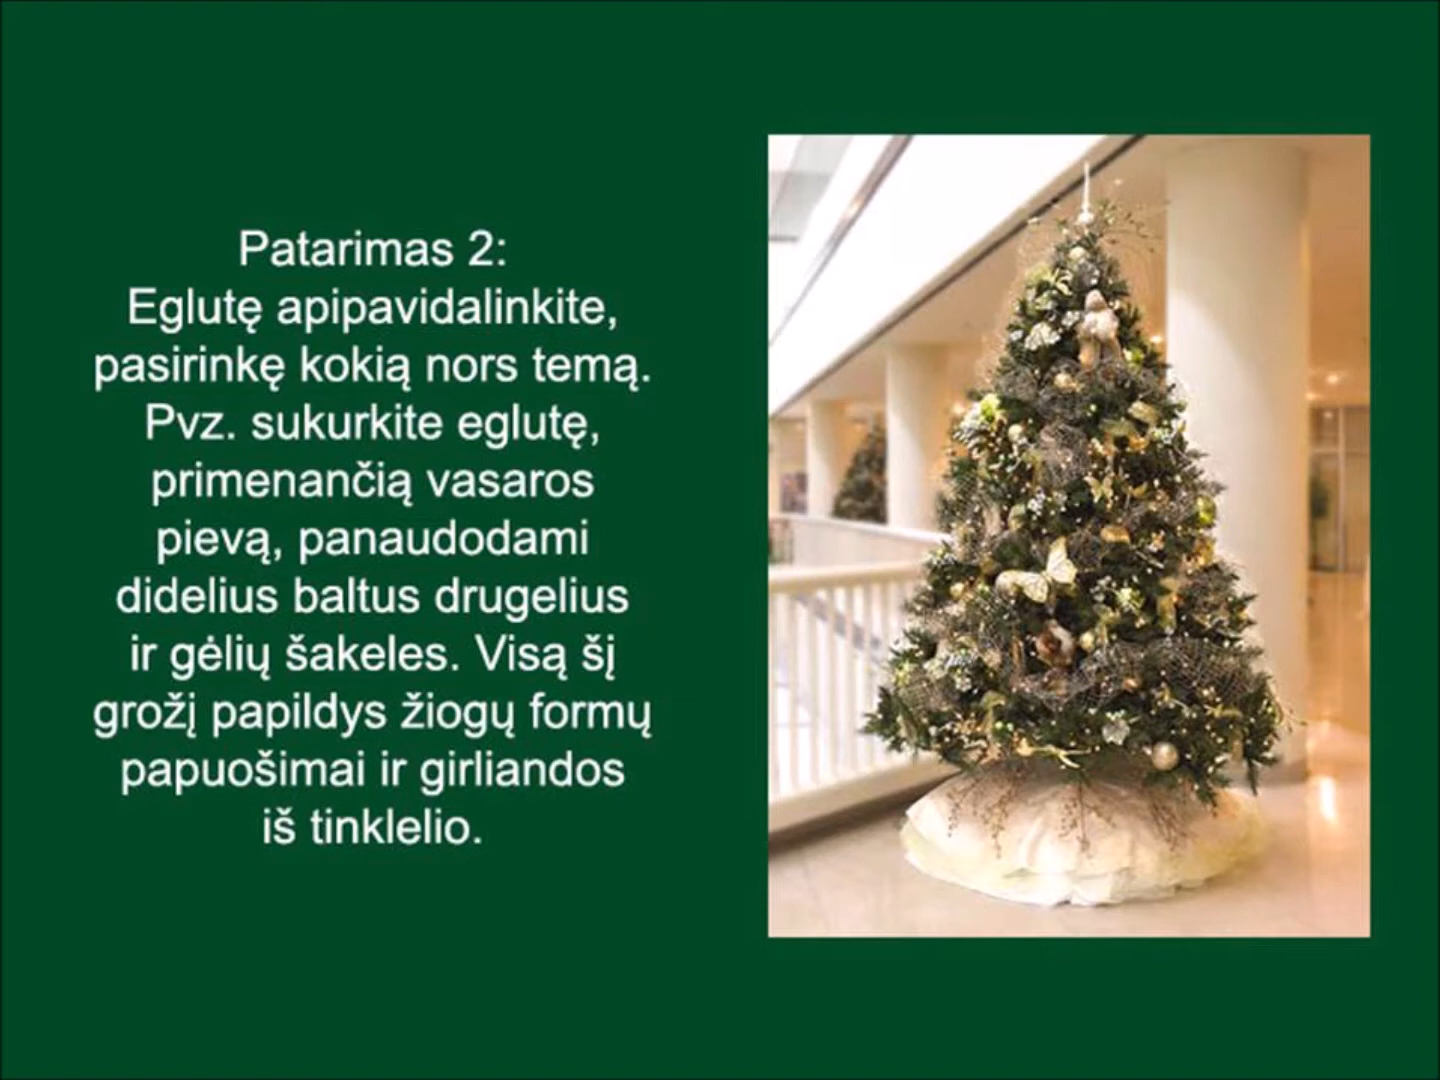 Patarimas 2:
Eglutę apipavidalinkite,
pasirinkę kokią nors temą.
Pvz. sukurkite eglutę,
primenančią vasaros
pievą, panaudodami
didelius baltus drugelius
ir gėlių šakeles. Visą šį
grožį papildys žiogų formų
papuošimai ir girliandos
iš tinklelio.